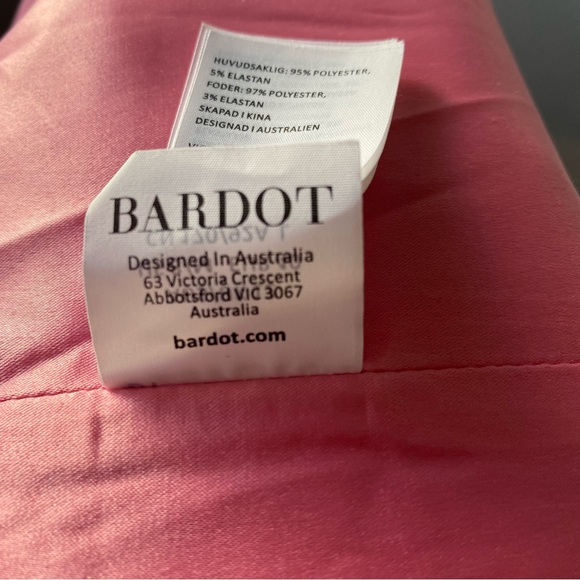 HUVUDSAKLIG: 95% POLYESTER,
5% ELASTAN
FODER: 97% POLYESTER,
3% ELASTAN
SKAPAD I KINA
DESIGNAD I AUSTRALIEN
BARDOT
Designed In Australia
63 Victoria Crescent
Abbotsford VIC 3067
Australia
bardot.com